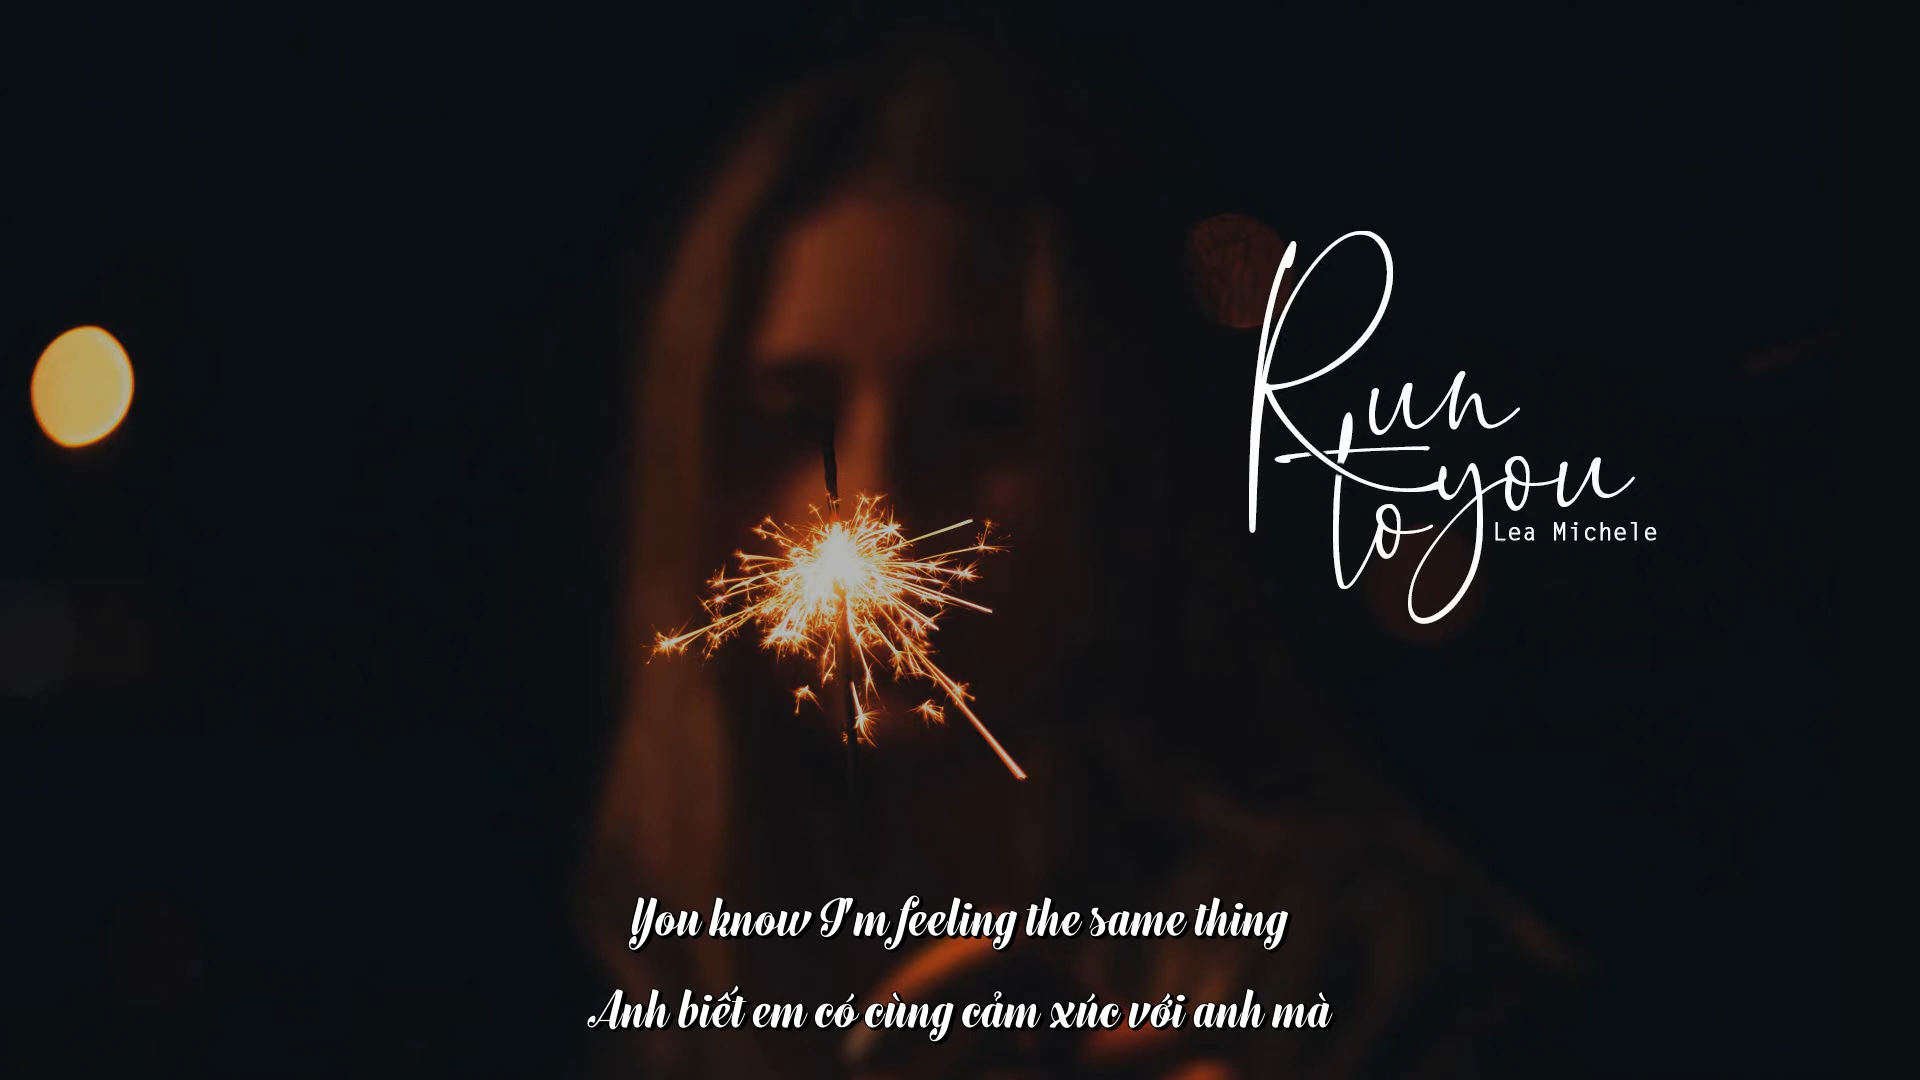 Run
to you
Lea Michele
You know I'm feeling the same thing
Anh biết em có cùng cảm xúc với anh mà